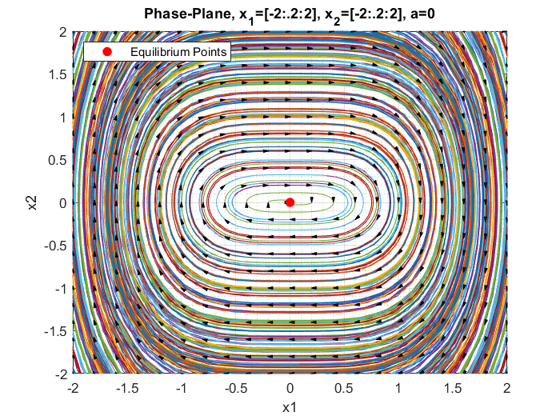 Phase-Plane, x1=[-2:.2:2], x2=[-2:.2:2], a=0
Equilibrium Points
2
1.5
1
0.5
0
-0.5
-1
-1.5
-2
x2
-2 -1.5 -1 -0.5 0 0.5 1 1.5 2
x1